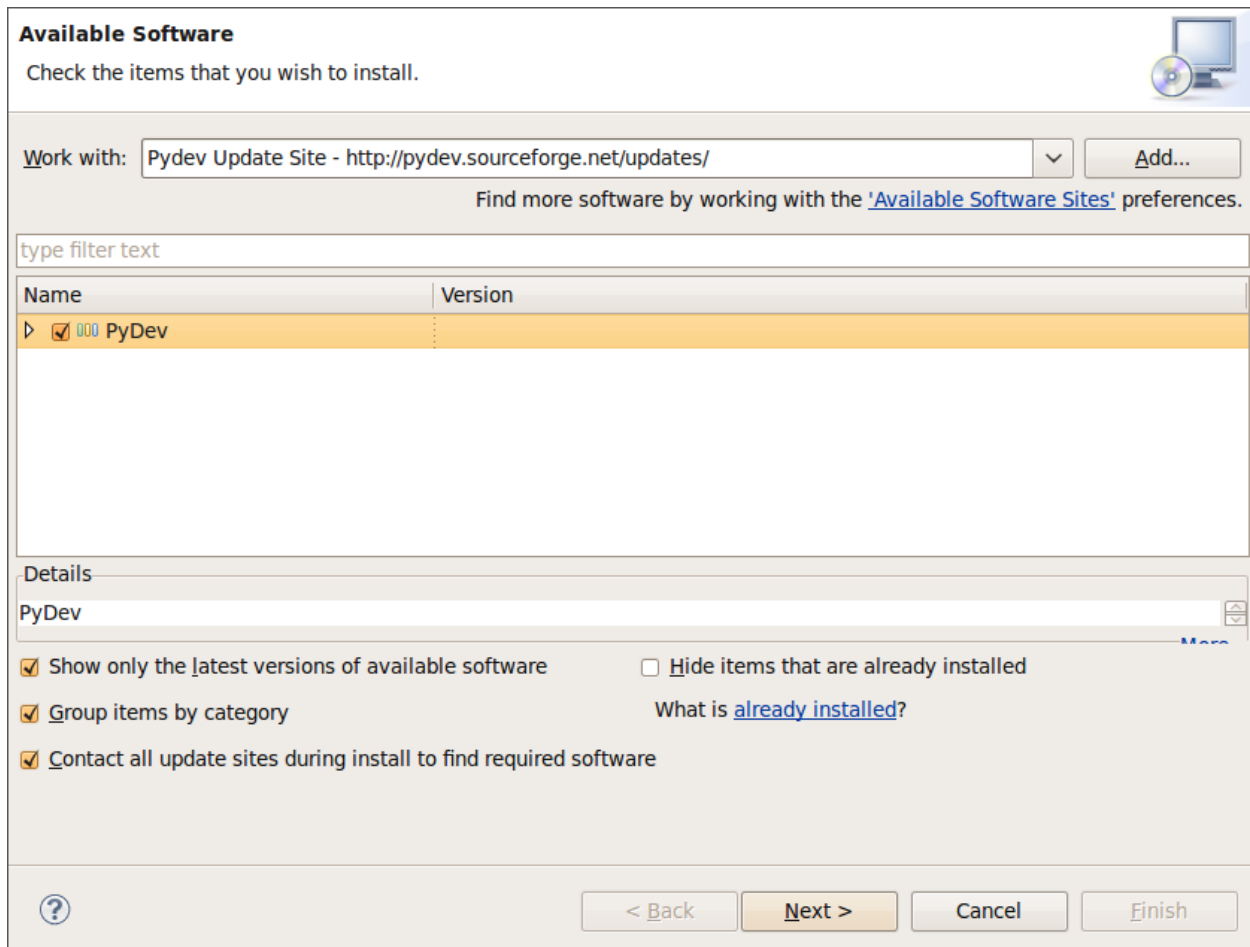 Available Software
Check the items that you wish to install.
Work with: Pydev Update Site - http://pydev.sourceforge.net/updates/ Add...
Find more software by working with the 'Available Software Sites' preferences.
type filter text
Name Version
PyDev
Details
PyDev
More...
Show only the latest versions of available software Hide items that are already installed
Group items by category What is already installed?
Contact all update sites during install to find required software
< Back Next > Cancel Finish